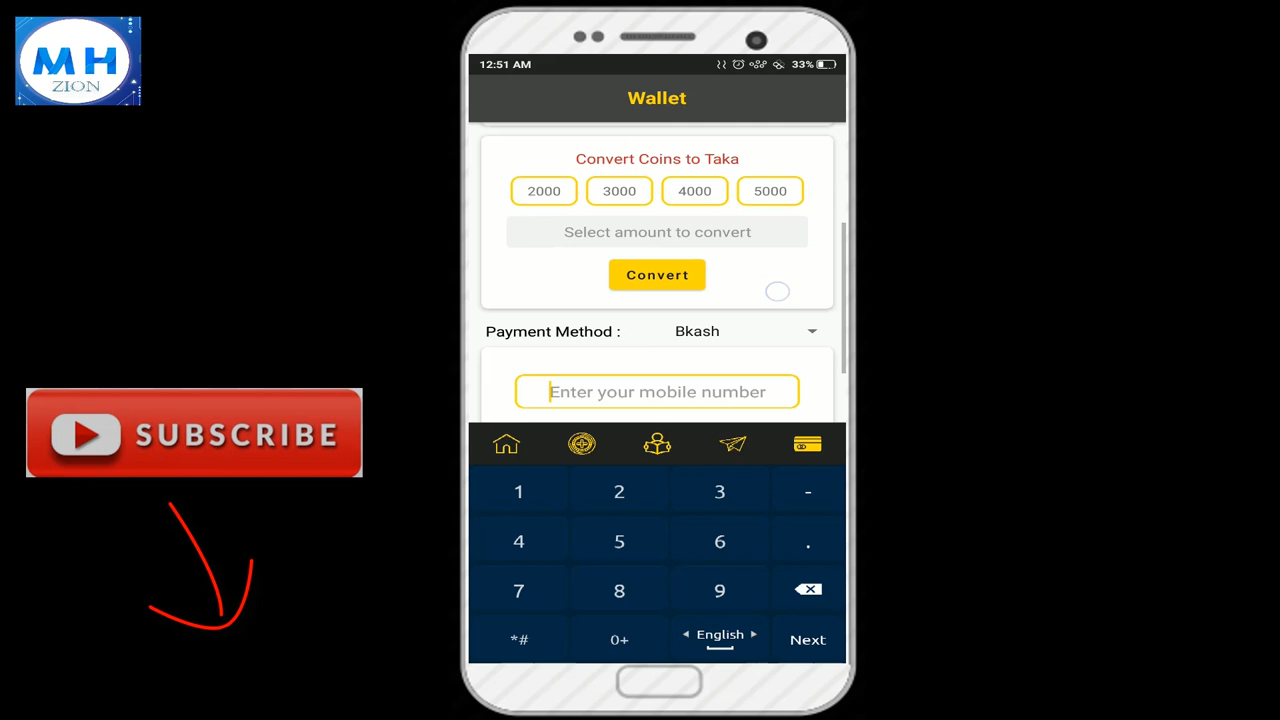 MH
ZION
SUBSCRIBE
12:51 AM
33%
Wallet
Convert Coins to Taka
2000 3000 4000 5000
Select amount to convert
Convert
Payment Method : Bkash
Enter your mobile number
1 2 3 -
4 5 6 .
7 8 9
*# 0+ English Next